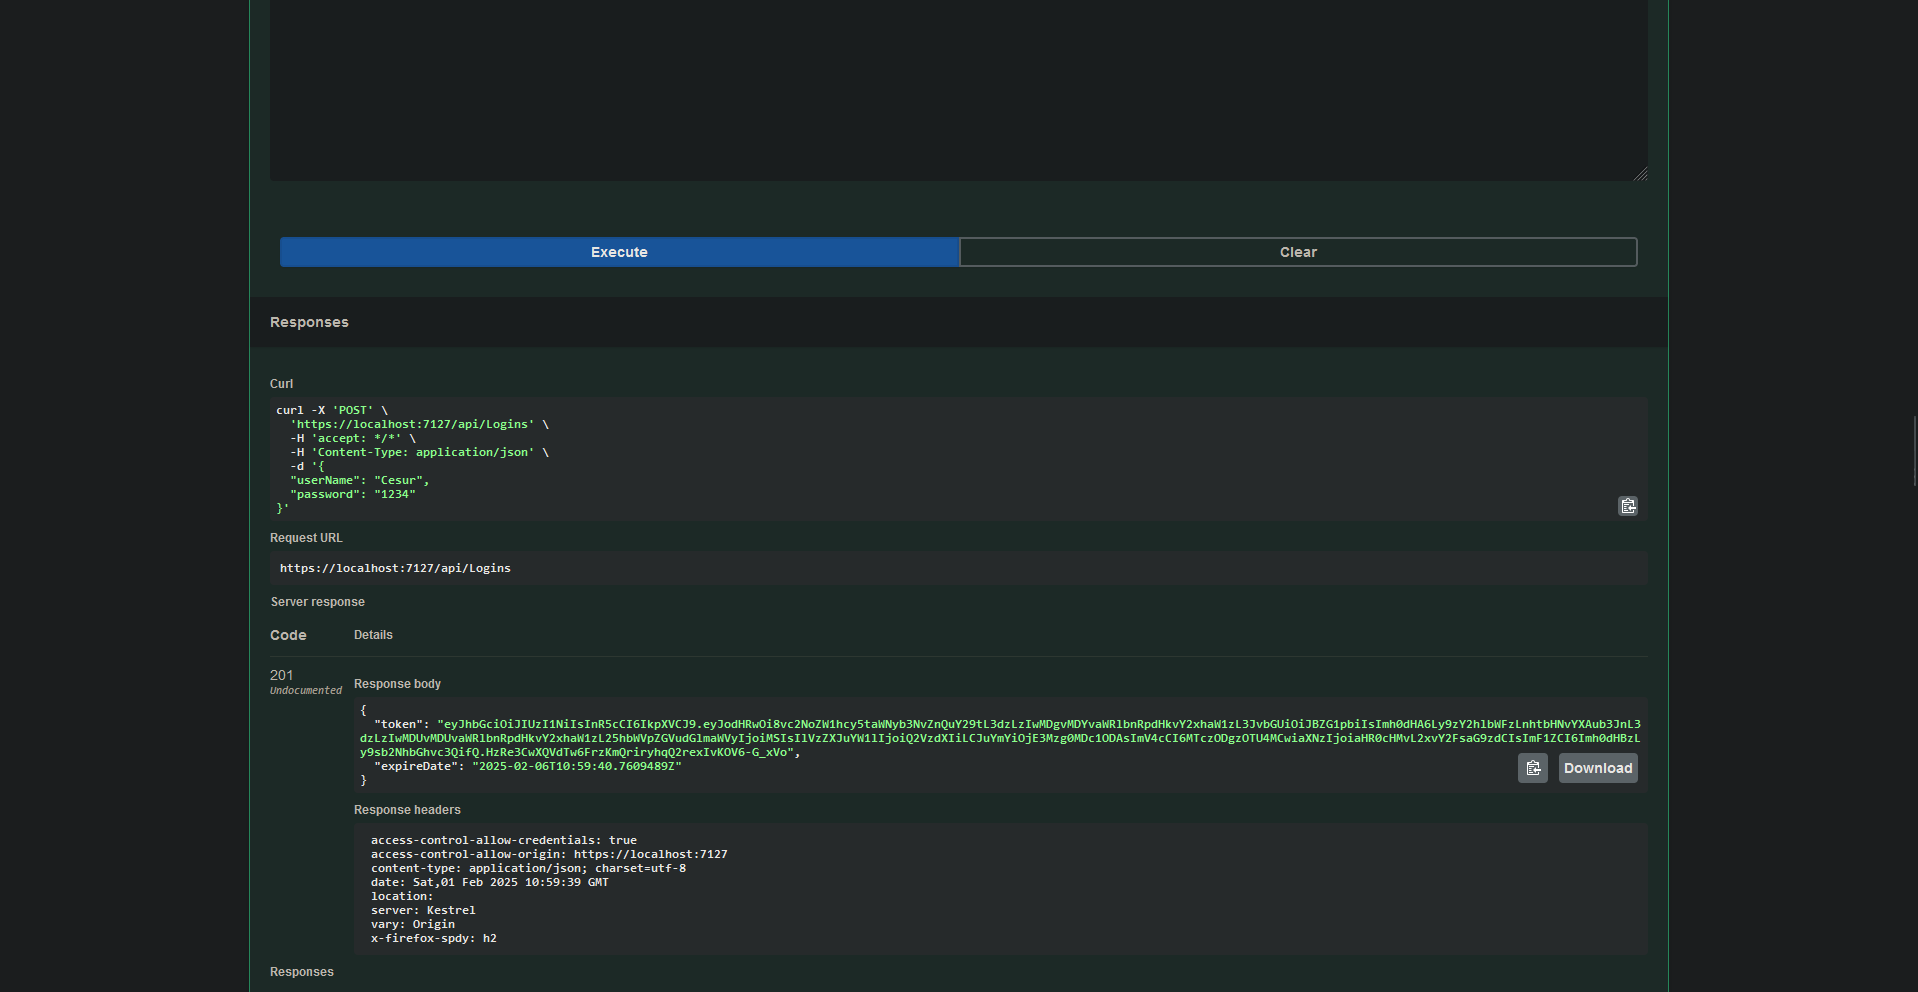 Execute
Clear
Responses
Curl
curl -X 'POST' \
'https://localhost:7127/api/Logins' \
-H 'accept: */*' \
-H 'Content-Type: application/json' \
-d '{
"userName": "Cesur",
"password": "1234"
}'
Request URL
https://localhost:7127/api/Logins
Server response
Code
Details
201
Undocumented
Response body
{
"token": "eyJhbGciOiJIUzI1NiIsInR5cCI6IkpXVCJ9.eyJodHRwOi8vc2NoZW1hcy5taWNyb3NvZnQuY29tL3dzLzIwMDgvMDYvaWRlbnRpdHkvY2xhaW1zL3JvbGUiOiJBZG1pbiIsImh0dHA6Ly9zY2hlbWFzLnhtbHNvYXAub3JnL3
dzLzIwMDUvMDUvaWRlbnRpdHkvY2xhaW1zL25hbWVpZGVudGlmaWVyIjoiMSIsIlVzZXJuYW1lIjoiQ2VzdXIiLCJuYmYiOjE3Mzg0MDc1ODAsImV4cCI6MTczODgzOTU4MCwiaXNzIjoiaHR0cHMvL2xvY2FsaG9zdCIsImF1ZCI6Imh0dHBzL
y9sb2NhbGhvc3QifQ.HzRe3CwXQVdTw6FrzKmQriryhqQ2rexIvKOV6-G_xVo",
"expireDate": "2025-02-06T10:59:40.7609489Z"
}
Download
Response headers
access-control-allow-credentials: true
access-control-allow-origin: https://localhost:7127
content-type: application/json; charset=utf-8
date: Sat,01 Feb 2025 10:59:39 GMT
location:
server: Kestrel
vary: Origin
x-firefox-spdy: h2
Responses